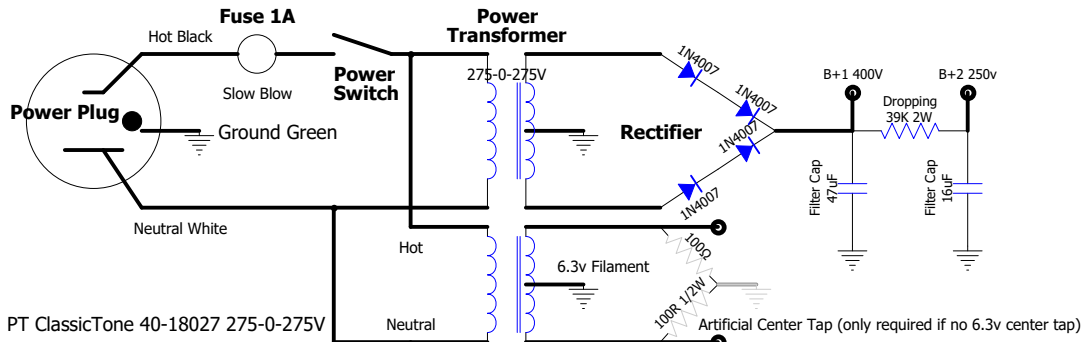 Fuse 1A
Power
Transformer
Hot Black
275-0-275V
1N4007
1N4007
B+1 400V
B+2 250v
Power Plug
Slow Blow
Power
Switch
Dropping
39K 2W
Ground Green
Rectifier
1N4007
1N4007
Filter Cap
47uF
Filter Cap
16uF
Neutral White
Hot
100Ω
6.3v Filament
100R 1/2W
PT ClassicTone 40-18027 275-0-275V
Neutral
Artificial Center Tap (only required if no 6.3v center tap)